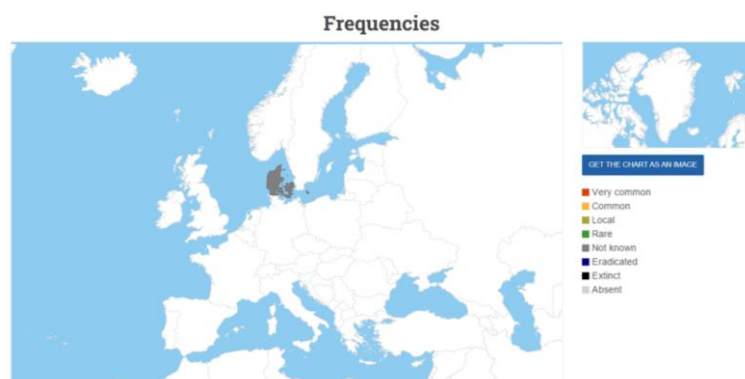 Frequencies
GET THE CHART AS AN IMAGE
Very common
Common
Local
Rare
Not known
Eradicated
Extinct
Absent